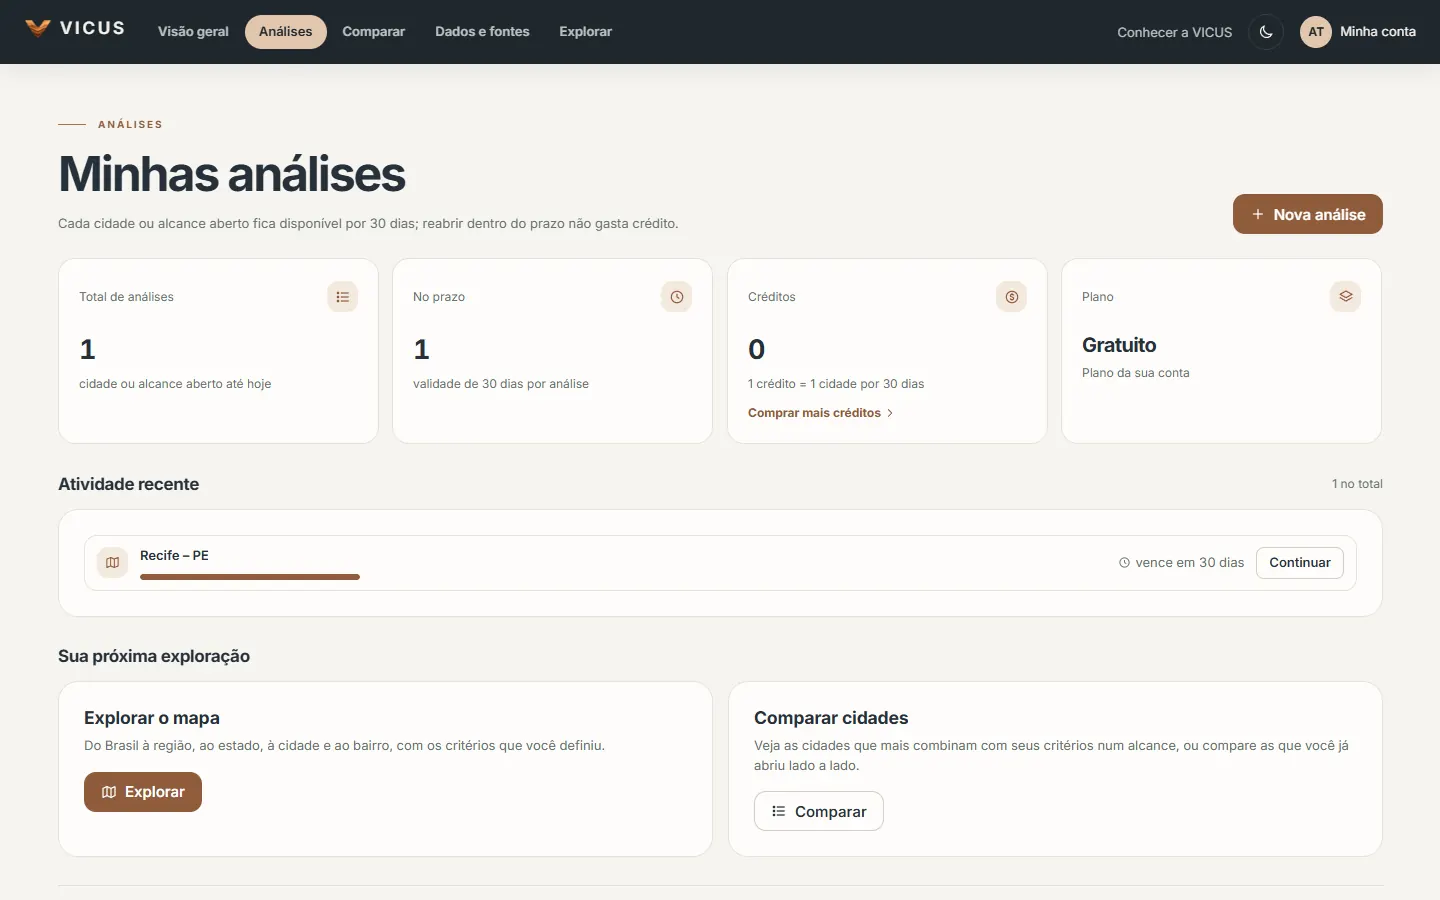 VICUS
Visão geral
Análises
Comparar
Dados e fontes
Explorar
Conhecer a VICUS
AT
Minha conta
ANÁLISES
Minhas análises
Cada cidade ou alcance aberto fica disponível por 30 dias; reabrir dentro do prazo não gasta crédito.
+ Nova análise
Total de análises
1
cidade ou alcance aberto até hoje
No prazo
1
validade de 30 dias por análise
Créditos
0
1 crédito = 1 cidade por 30 dias
Comprar mais créditos
Plano
Gratuito
Plano da sua conta
Atividade recente
1 no total
Recife – PE
vence em 30 dias
Continuar
Sua próxima exploração
Explorar o mapa
Do Brasil à região, ao estado, à cidade e ao bairro, com os critérios que você definiu.
Explorar
Comparar cidades
Veja as cidades que mais combinam com seus critérios num alcance, ou compare as que você já
abriu lado a lado.
Comparar